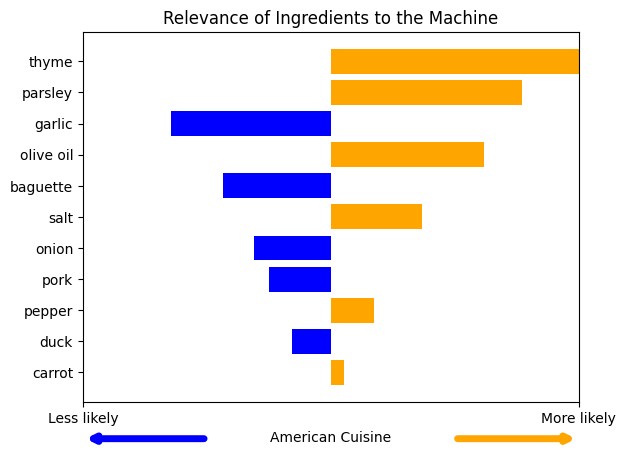 Relevance of Ingredients to the Machine
thyme
parsley
garlic
olive oil
baguette
salt
onion
pork
pepper
duck
carrot
Less likely
More likely
American Cuisine